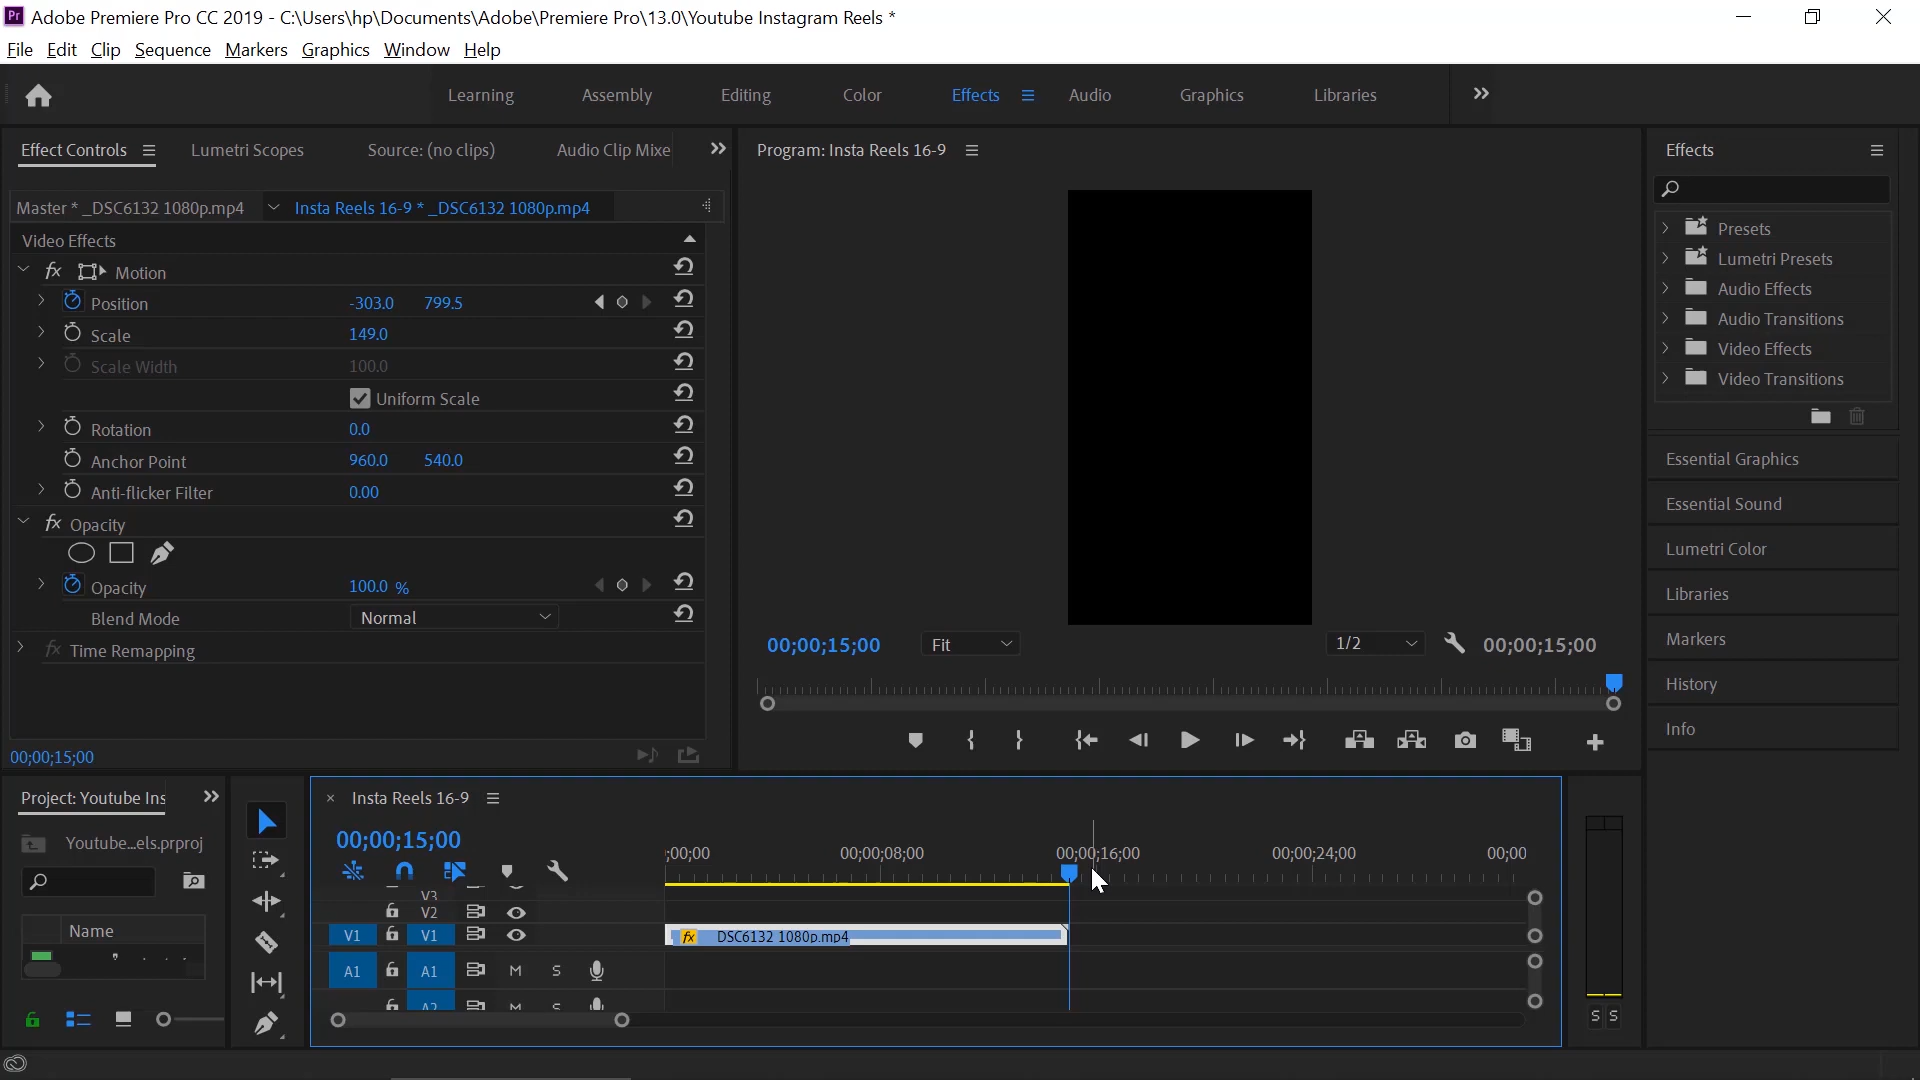 Pr Adobe Premiere Pro CC 2019 - C:\Users\hp\Documents\Adobe\Premiere Pro\13.0\Youtube Instagram Reels *
File Edit Clip Sequence Markers Graphics Window Help
Learning Assembly Editing Color Effects Audio Graphics Libraries
Effect Controls Lumetri Scopes Source: (no clips) Audio Clip Mixe
Master * _DSC6132 1080p.mp4 Insta Reels 16-9 * _DSC6132 1080p.mp4
Video Effects
fx Motion
Position -303.0 799.5
Scale 149.0
Scale Width 100.0
Uniform Scale
Rotation 0.0
Anchor Point 960.0 540.0
Anti-flicker Filter 0.00
fx Opacity
Opacity 100.0 %
Blend Mode Normal
fx Time Remapping
00;00;15;00
Program: Insta Reels 16-9
00;00;15;00 Fit 1/2 00;00;15;00
Effects
Presets
Lumetri Presets
Audio Effects
Audio Transitions
Video Effects
Video Transitions
Essential Graphics
Essential Sound
Lumetri Color
Libraries
Markers
History
Info
Project: Youtube Ins
Youtube...els.prproj
Name
× Insta Reels 16-9
00;00;15;00
;00;00 00;00;08;00 00;00;16;00 00;00;24;00 00;00
V3
V2
V1 V1 fx DSC6132 1080p.mp4
A1 A1 M S
A2 M S
S S